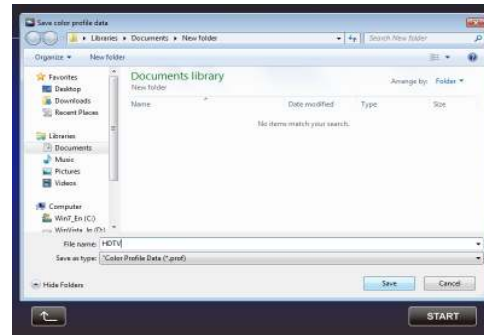 Save color profile data
Libraries ▸ Documents ▸ New folder
Search New folder
Organize
New folder
Documents library
New folder
Arrange by: Folder
Name
Date modified
Type
Size
No items match your search.
Favorites
Desktop
Downloads
Recent Places
Libraries
Documents
Music
Pictures
Videos
Computer
Win7_En (C:)
File name: HDTV
Save as type: "Color Profile Data (*.prof)
Hide Folders
Save
Cancel
START